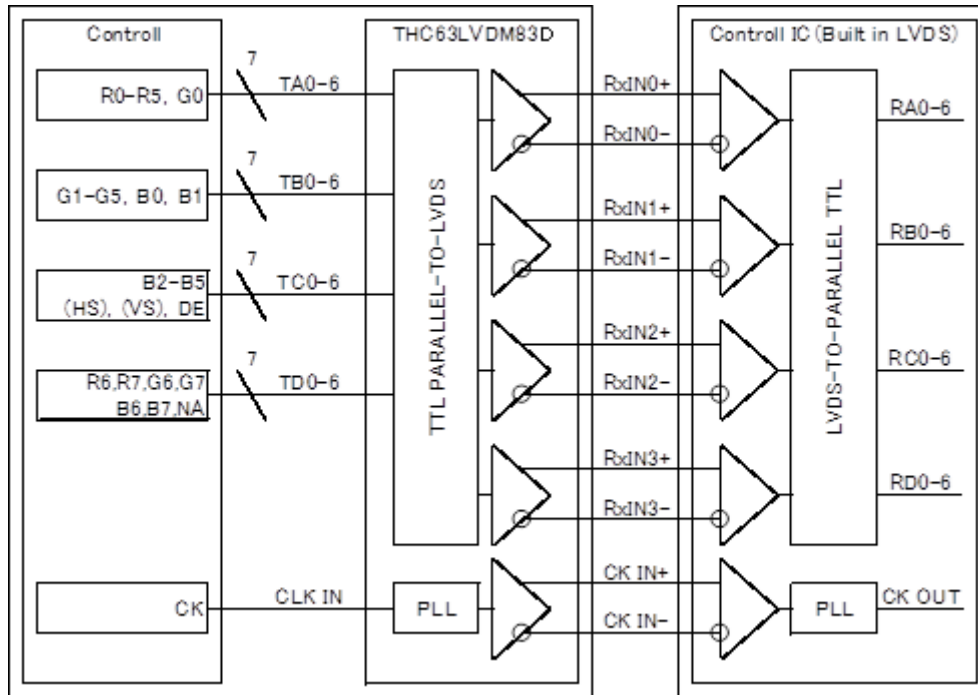 Controll
THC63LVDM83D
Controll IC (Built in LVDS)
R0-R5, G0
7
TA0-6
RxIN0+
RxIN0-
RA0-6
G1-G5, B0, B1
7
TB0-6
RxIN1+
RxIN1-
RB0-6
B2-B5
(HS), (VS), DE
7
TC0-6
RxIN2+
RxIN2-
RC0-6
R6,R7,G6,G7
B6,B7,NA
7
TD0-6
RxIN3+
RxIN3-
RD0-6
TTL PARALLEL-TO-LVDS
LVDS-TO-PARALLEL TTL
CK
CLK IN
PLL
CK IN+
CK IN-
PLL
CK OUT